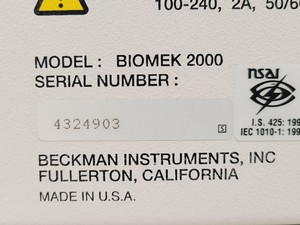 100-240, 2A, 50/60
MODEL : BIOMEK 2000
SERIAL NUMBER :
nsai
4324903
S
I.S. 425: 199
IEC 1010-1: 199
BECKMAN INSTRUMENTS, INC
FULLERTON, CALIFORNIA
MADE IN U.S.A.